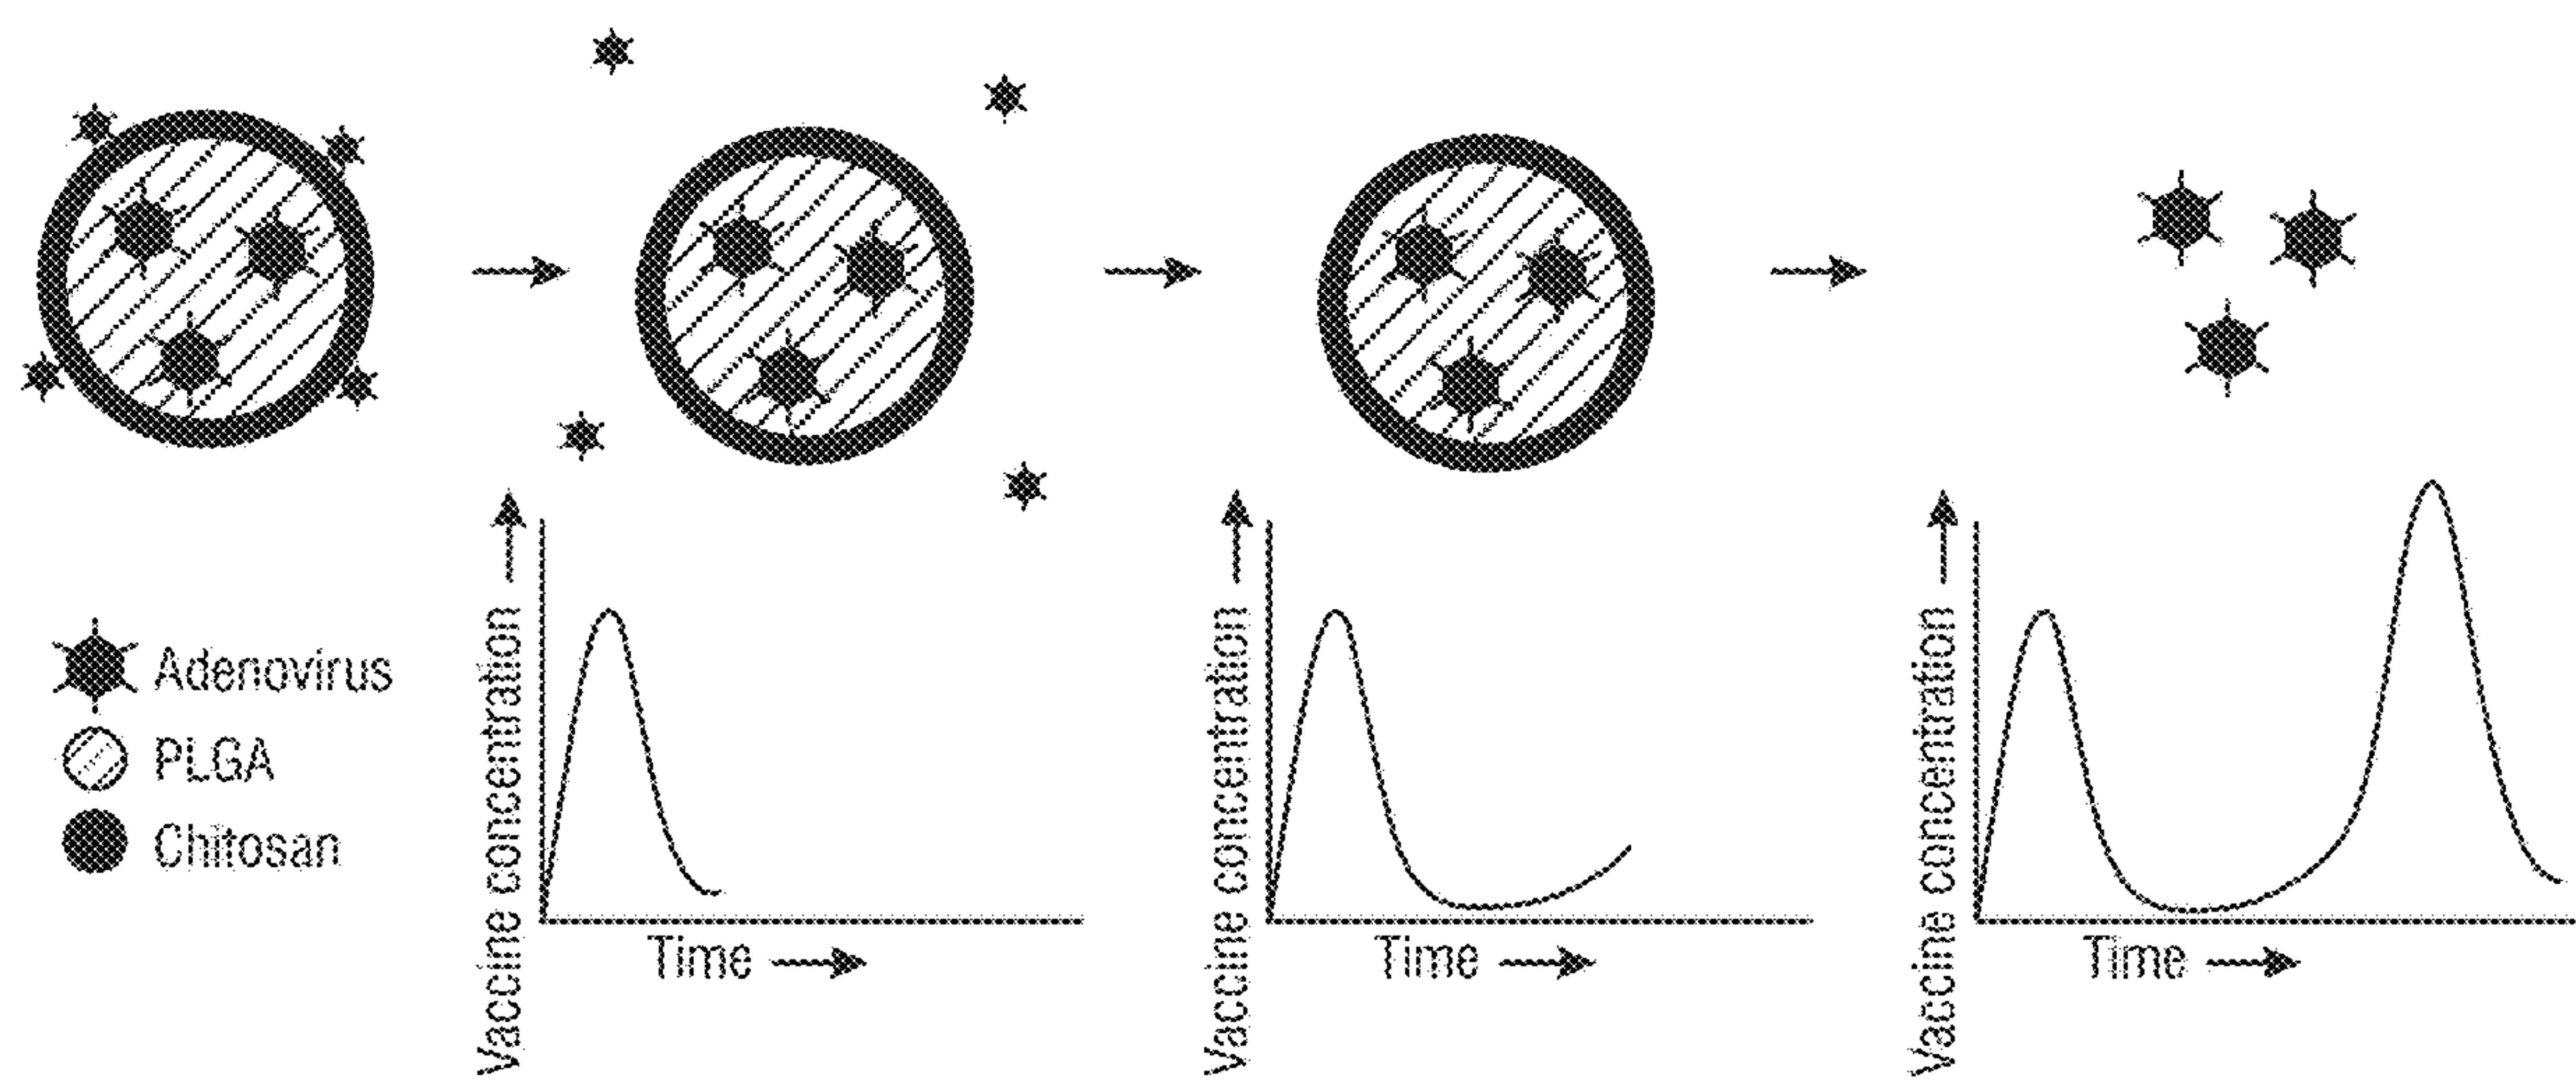 Adenovirus
PLGA
Chitosan
Vaccine concentration
Time
Vaccine concentration
Time
Vaccine concentration
Time